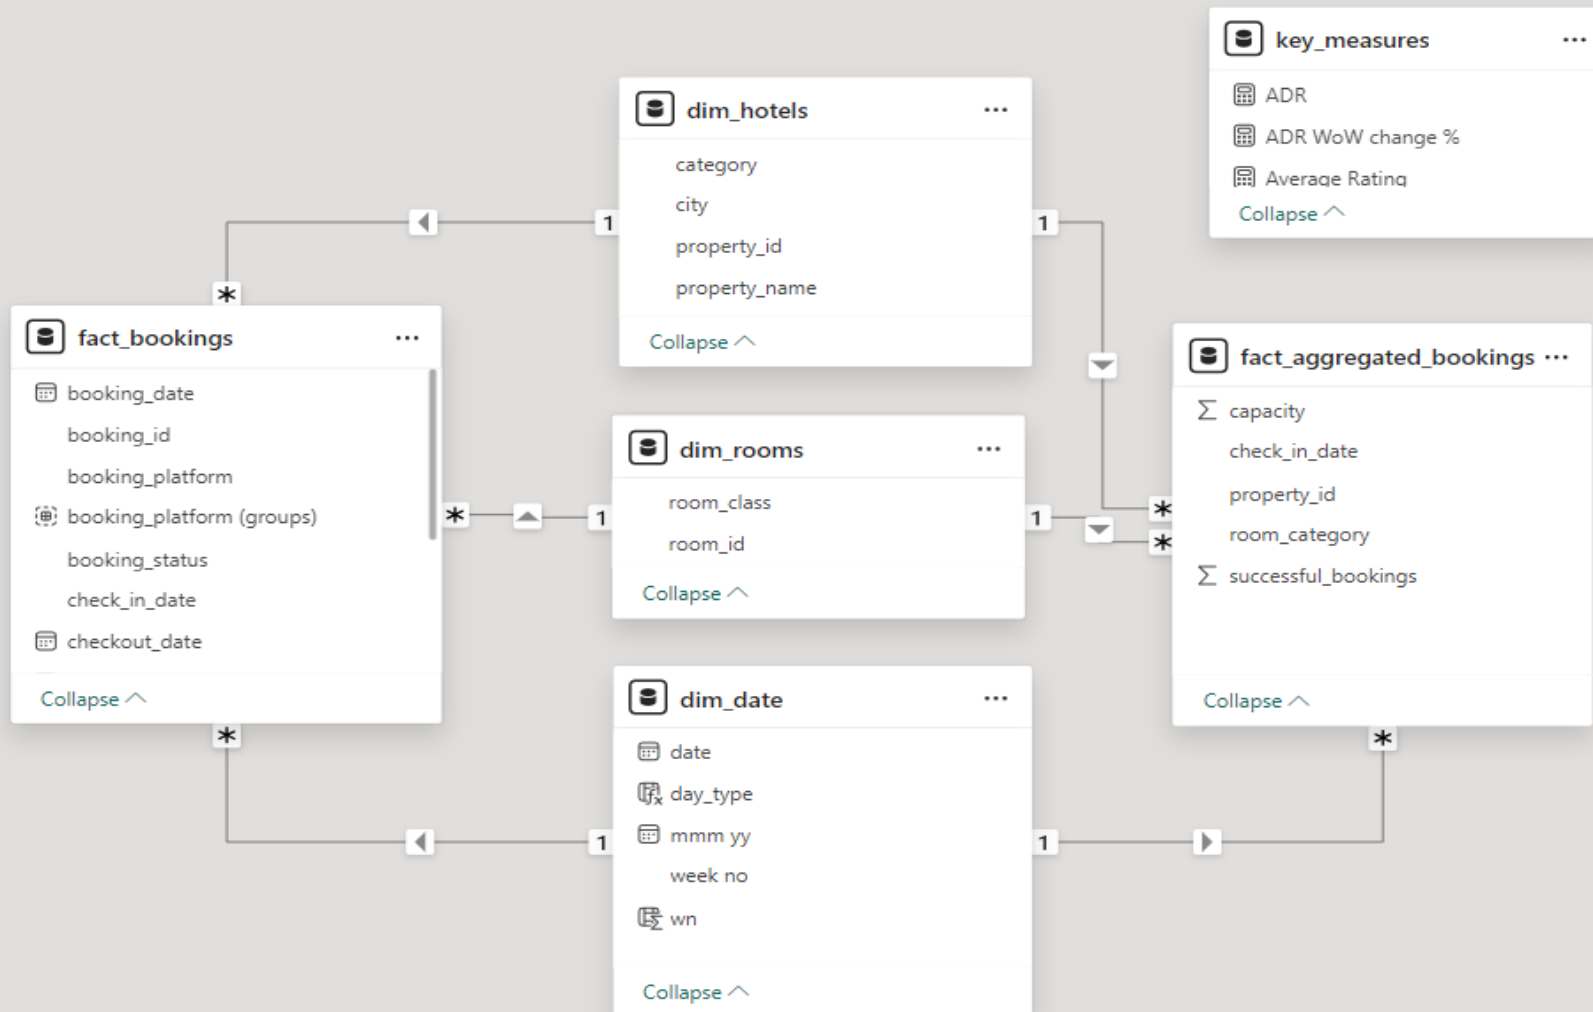 key_measures
ADR
ADR WoW change %
Average Rating
Collapse
dim_hotels
category
city
property_id
property_name
Collapse
1
1
*
fact_bookings
booking_date
booking_id
booking_platform
booking_platform (groups)
booking_status
check_in_date
checkout_date
Collapse
*
1
dim_rooms
room_class
room_id
Collapse
1
*
*
fact_aggregated_bookings
capacity
check_in_date
property_id
room_category
successful_bookings
Collapse
*
*
1
dim_date
date
day_type
mmm yy
week no
wn
Collapse
1